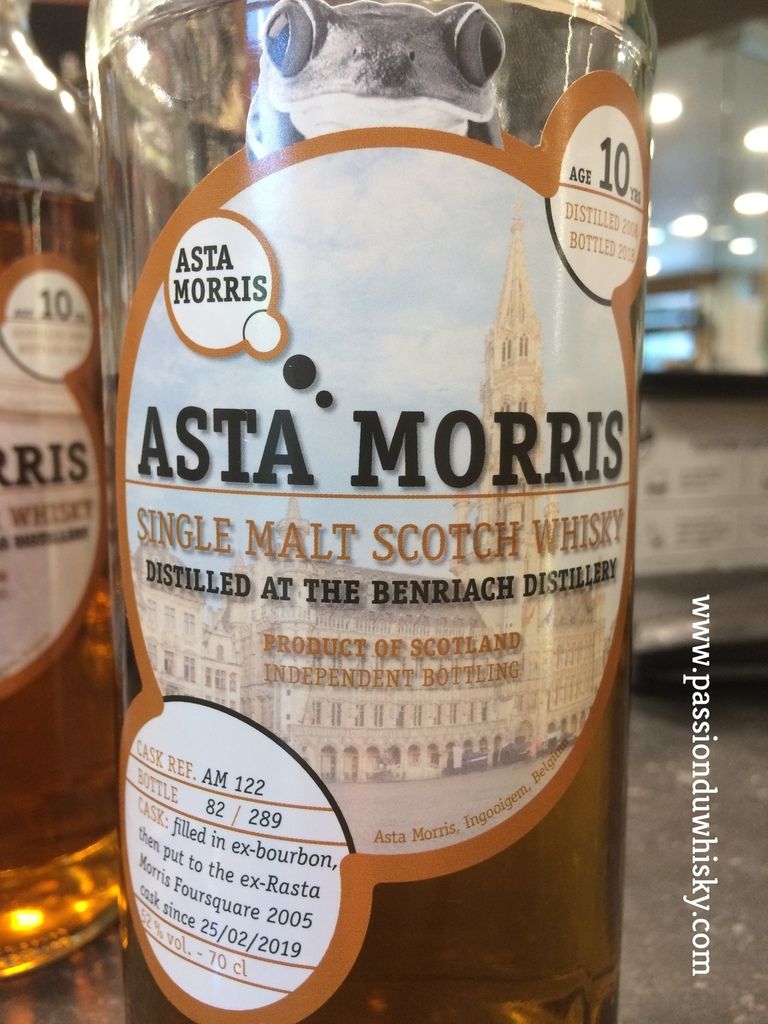 AGE 10 YRS
DISTILLED 2008
BOTTLED 2018
ASTA
MORRIS
ASTA MORRIS
SINGLE MALT SCOTCH WHISKY
DISTILLED AT THE BENRIACH DISTILLERY
PRODUCT OF SCOTLAND
INDEPENDENT BOTTLING
CASK REF. AM 122
BOTTLE 82 / 289
CASK: filled in ex-bourbon,
then put to the ex-Rasta
Morris Foursquare 2005
cask since 25/02/2019
52 % vol. - 70 cl
Asta Morris, Ingooigem, Belgium
10
RRIS
WHISKY
www.passionduwhisky.com